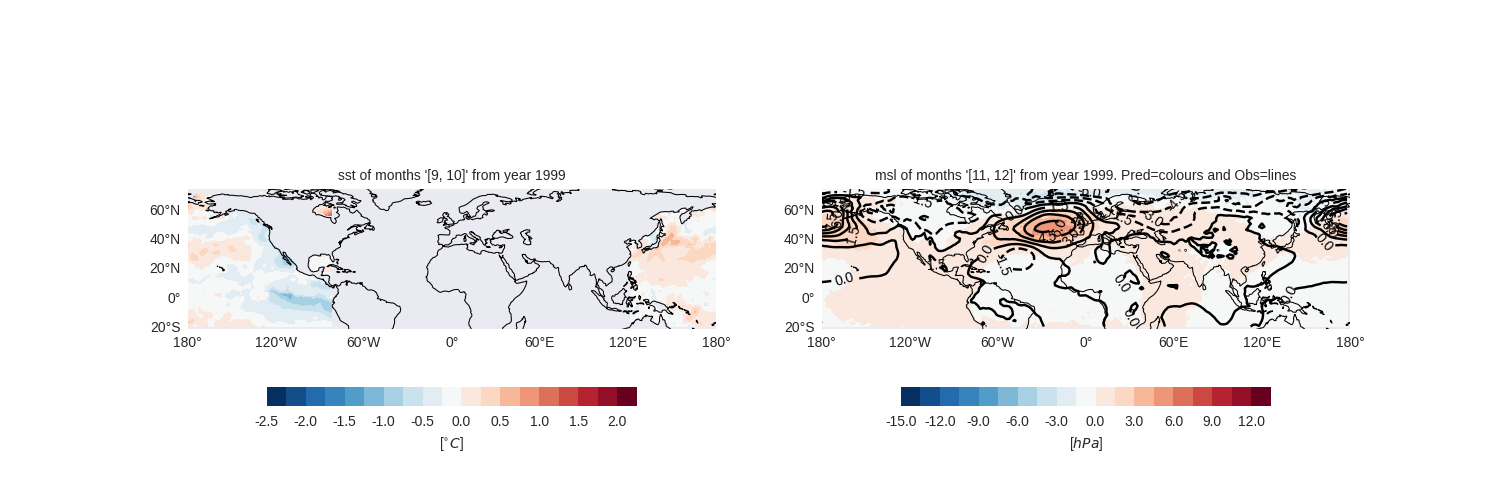 sst of months '[9, 10]' from year 1999
60°N
40°N
20°N
0°
20°S
180° 120°W 60°W 0° 60°E 120°E 180°
-2.5 -2.0 -1.5 -1.0 -0.5 0.0 0.5 1.0 1.5 2.0
[°C]
msl of months '[11, 12]' from year 1999. Pred=colours and Obs=lines
60°N
40°N
20°N
0°
20°S
0.0
180° 120°W 60°W 0° 60°E 120°E 180°
-15.0 -12.0 -9.0 -6.0 -3.0 0.0 3.0 6.0 9.0 12.0
[hPa]